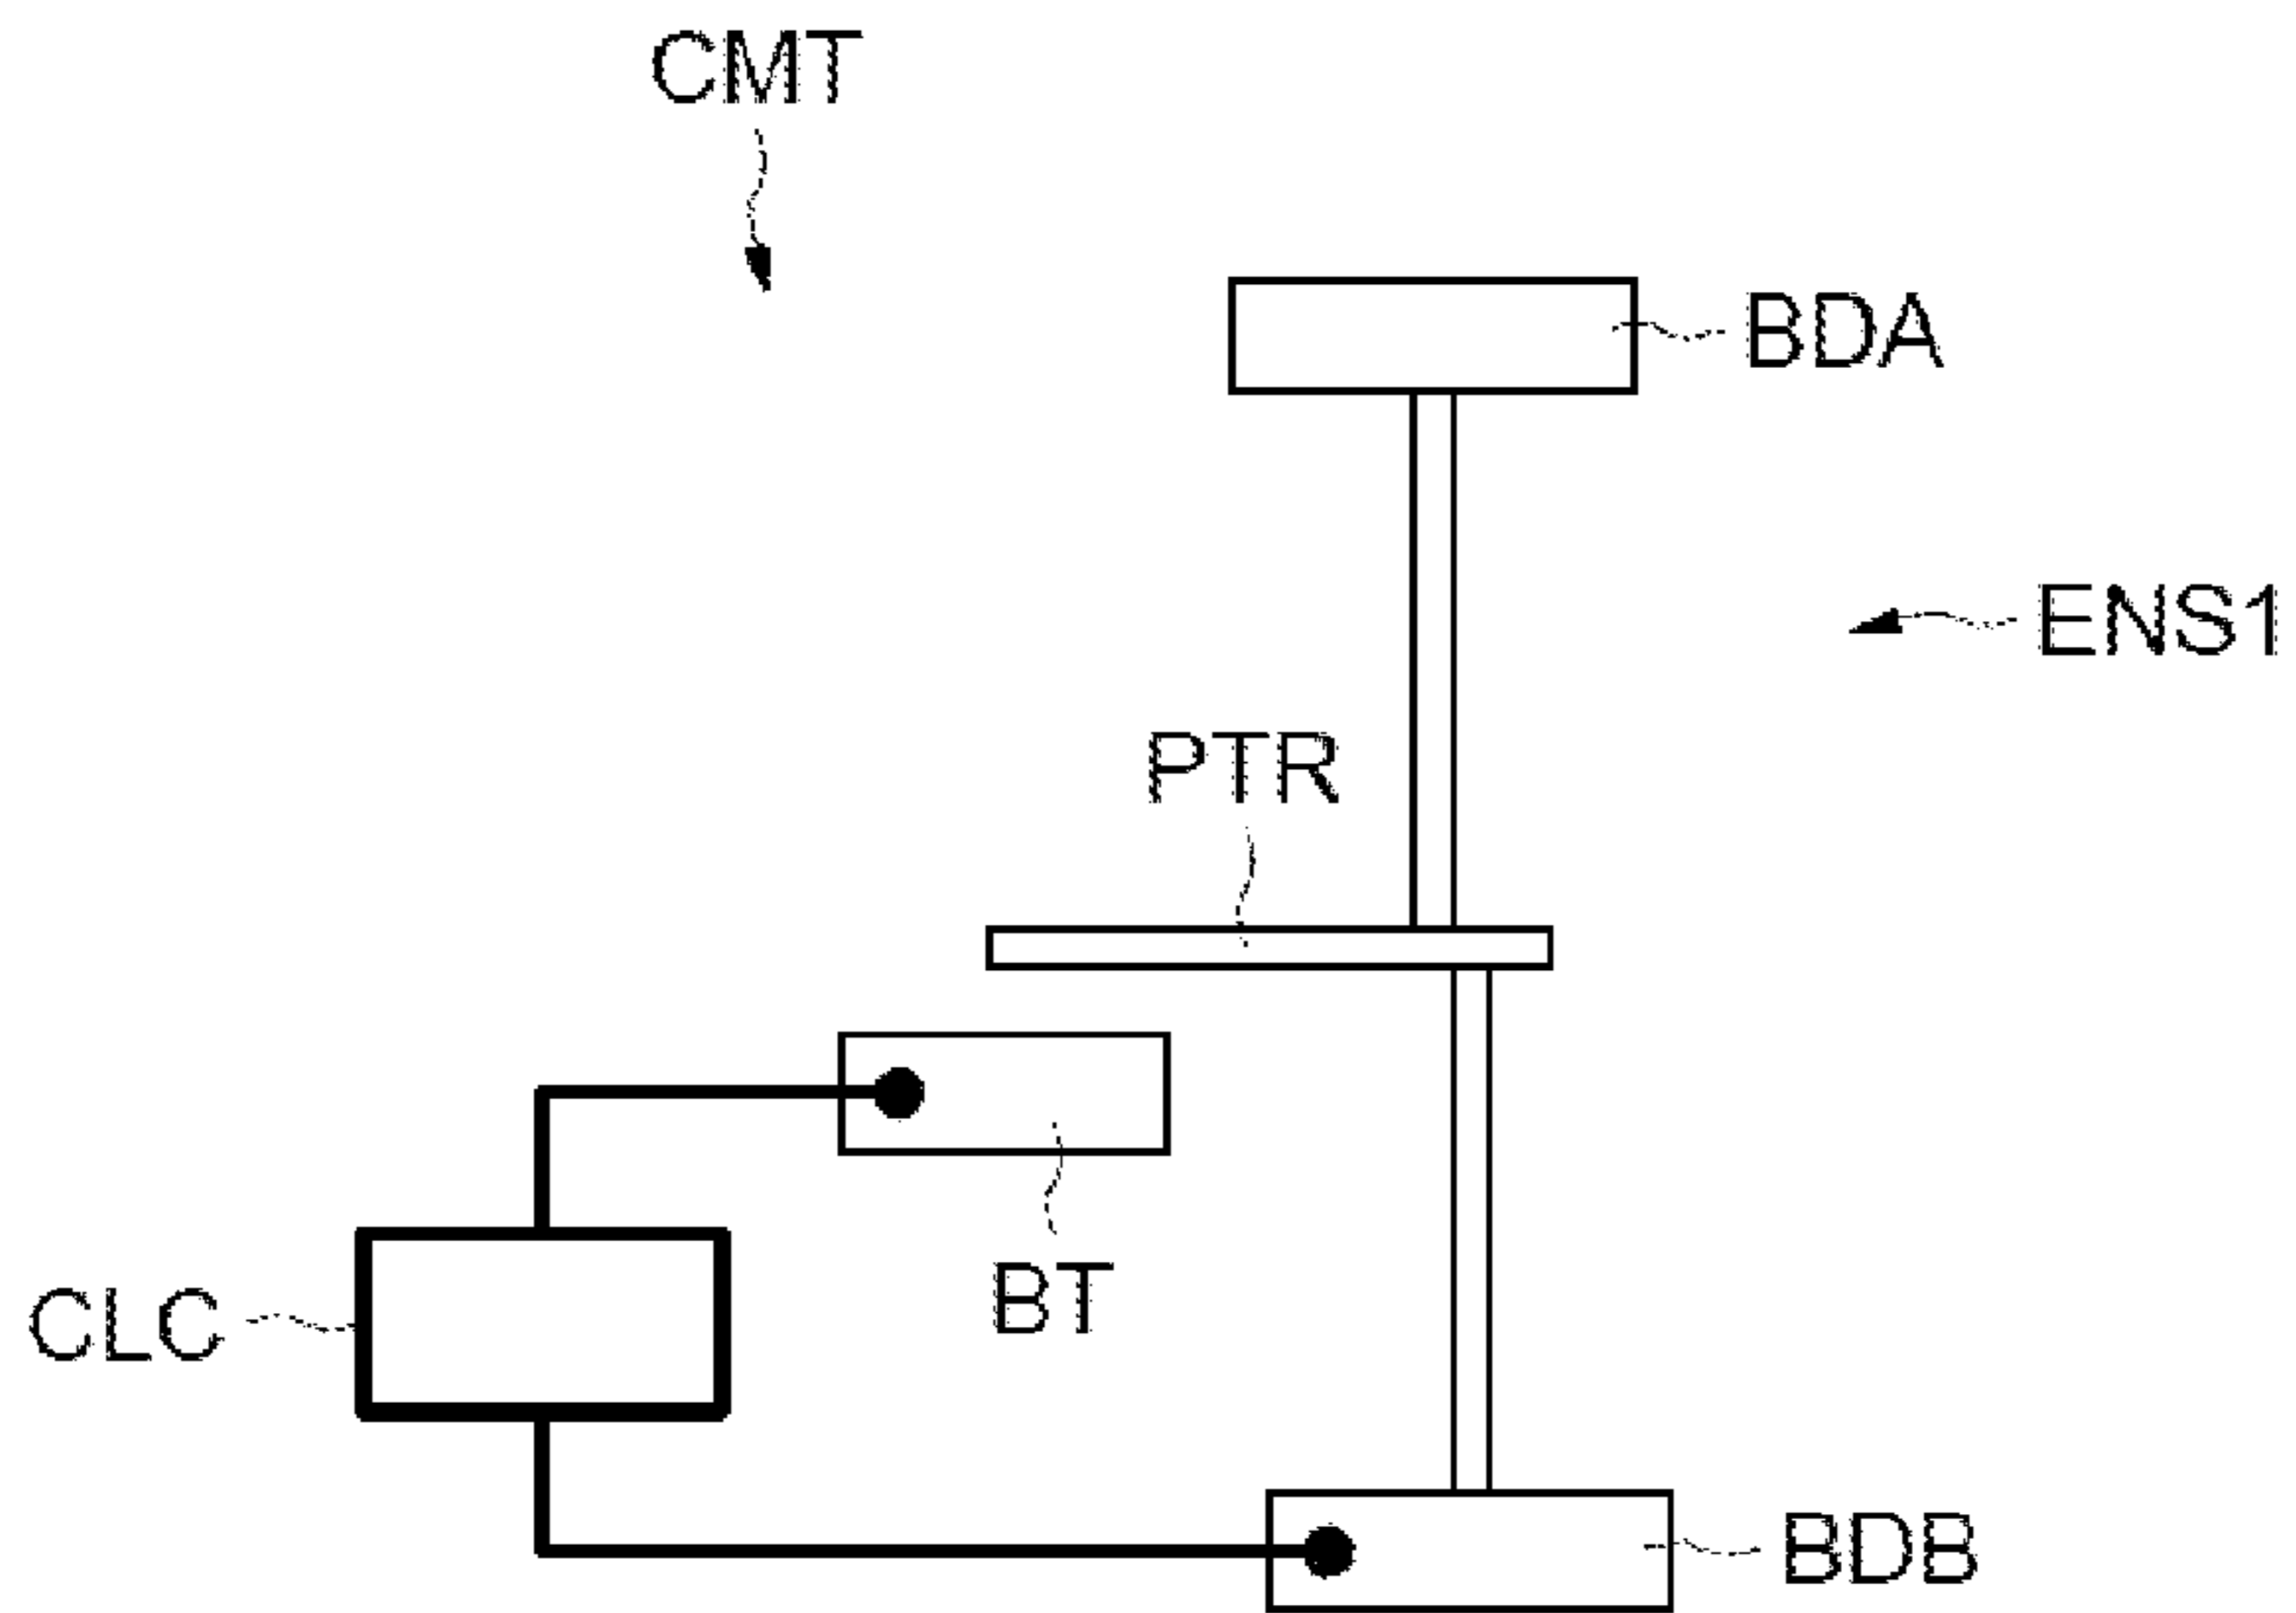 CMT
BDA
ENS1
PTR
BT
CLC
BDB